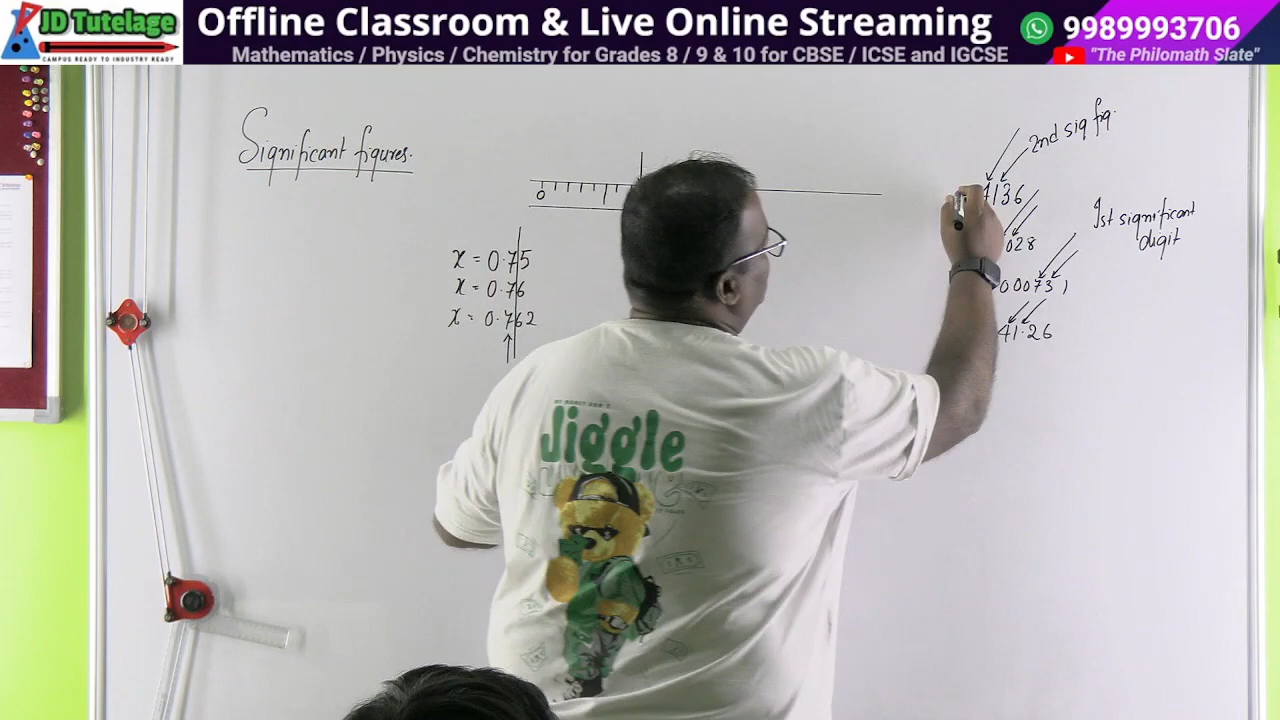 JD Tutelage
CAMPUS READY TO INDUSTRY READY
Offline Classroom & Live Online Streaming
Mathematics / Physics / Chemistry for Grades 8 / 9 & 10 for CBSE / ICSE and IGCSE
9989993706
"The Philomath Slate"
Significant figures.
0
x = 0.75
x = 0.76
x = 0.762
2nd sig fig.
4136
028
1st significant
digit
000731
41.26
Jiggle